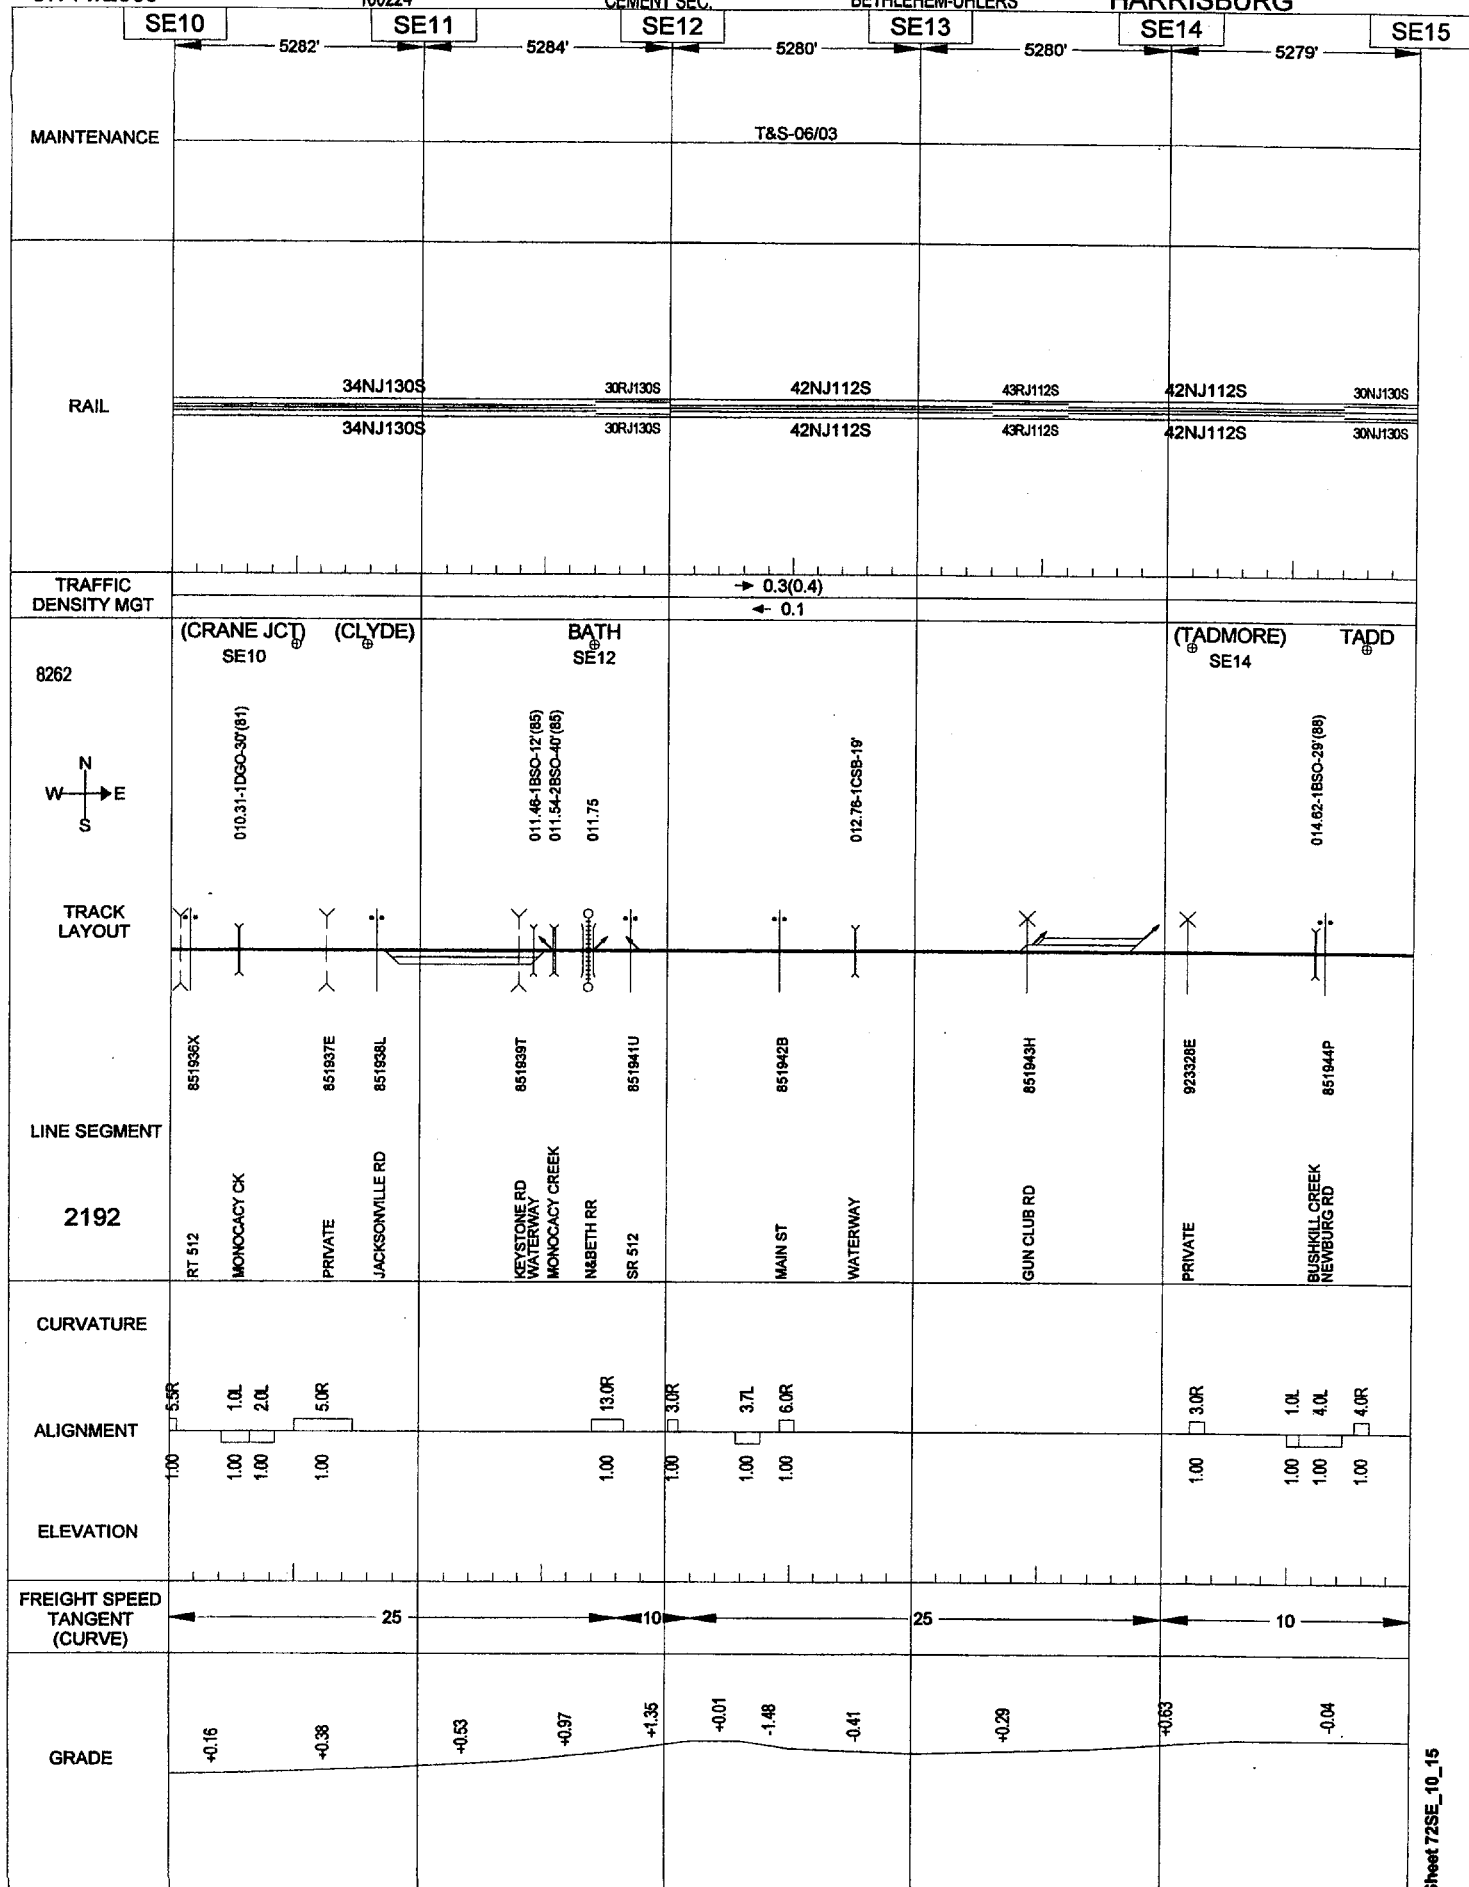 100224 CEMENT SEC. BETHLEHEM-UHLERS HARRISBURG
SE10 SE11 SE12 SE13 SE14 SE15
5282' 5284' 5280' 5280' 5279'
MAINTENANCE
T&S-06/03
34NJ130S 30RJ130S 42NJ112S 43RJ112S 42NJ112S 30NJ130S
RAIL
34NJ130S 30RJ130S 42NJ112S 43RJ112S 42NJ112S 30NJ130S
TRAFFIC
DENSITY MGT
0.3(0.4)
0.1
(CRANE JCT) (CLYDE) BATH (TADMORE) TADD
SE10 SE12 SE14
8262
N
W E
S
010.31-1DGO-30'(81)
011.46-1BSO-12'(85)
011.54-2BSO-40'(85)
011.75
012.76-1CSB-19'
014.62-1BSO-29'(88)
TRACK
LAYOUT
851936X
851937E
851938L
851939T
851941U
851942B
851943H
923328E
851944P
LINE SEGMENT
2192
RT 512
MONOCACY CK
PRIVATE
JACKSONVILLE RD
KEYSTONE RD
WATERWAY
MONOCACY CREEK
N&BETH RR
SR 512
MAIN ST
WATERWAY
GUN CLUB RD
PRIVATE
BUSHKILL CREEK
NEWBURG RD
CURVATURE
5.5R 1.0L 2.0L 5.0R 13.0R 3.0R 3.7L 6.0R 3.0R 1.0L 4.0L 4.0R
ALIGNMENT
1.00 1.00 1.00 1.00 1.00 1.00 1.00 1.00 1.00 1.00 1.00 1.00
ELEVATION
FREIGHT SPEED
TANGENT
(CURVE)
25 10 25 10
GRADE
+0.16 +0.38 +0.53 +0.97 +1.35 +0.01 -1.48 -0.41 +0.29 +0.63 -0.04
Sheet 72SE_10_15